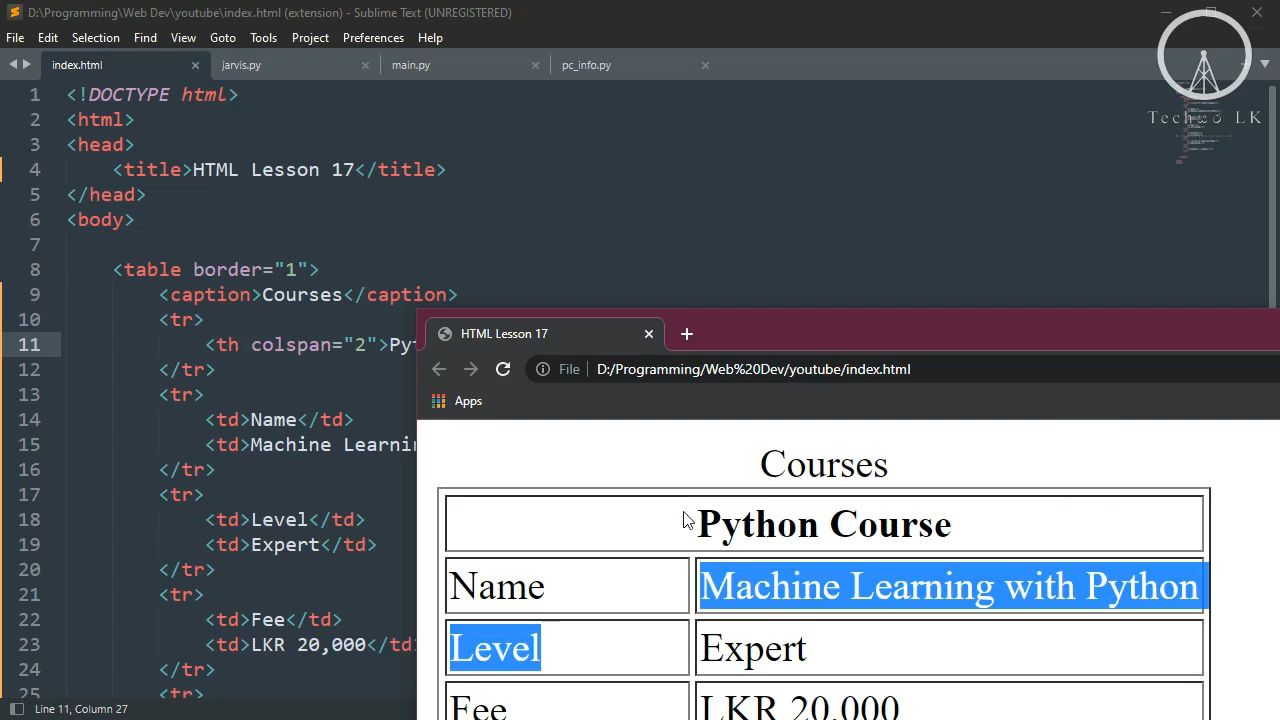 D:\Programming\Web Dev\youtube\index.html (extension) - Sublime Text (UNREGISTERED)
File Edit Selection Find View Goto Tools Project Preferences Help
index.html jarvis.py main.py pc_info.py
1 <!DOCTYPE html>
2 <html>
3 <head>
4 <title>HTML Lesson 17</title>
5 </head>
6 <body>
7
8 <table border="1">
9 <caption>Courses</caption>
10 <tr>
11 <th colspan="2">Pyt
12 </tr>
13 <tr>
14 <td>Name</td>
15 <td>Machine Learnin
16 </tr>
17 <tr>
18 <td>Level</td>
19 <td>Expert</td>
20 </tr>
21 <tr>
22 <td>Fee</td>
23 <td>LKR 20,000</td
24 </tr>
25 <tr>
Line 11, Column 27
Techno LK
HTML Lesson 17
File D:/Programming/Web%20Dev/youtube/index.html
Apps
Courses
Python Course
Name Machine Learning with Python
Level Expert
Fee LKR 20,000